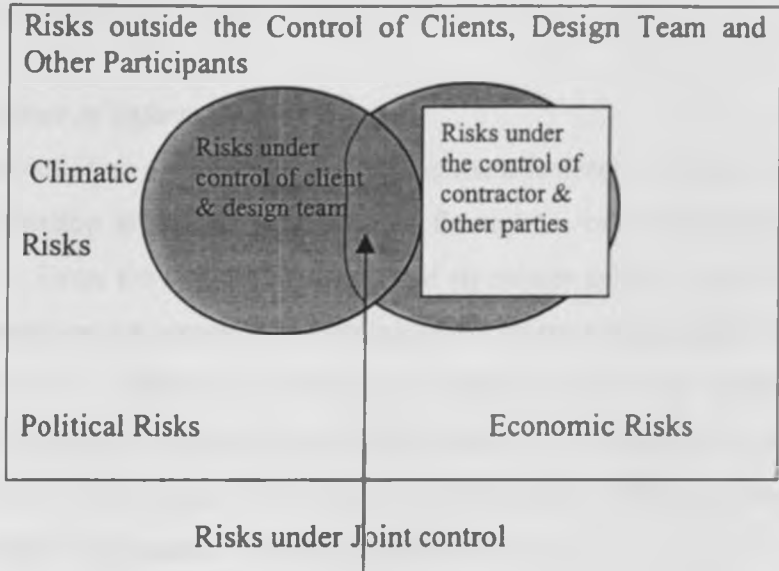 Risks outside the Control of Clients, Design Team and
Other Participants
Risks under
control of client
& design team
Risks under
the control of
contractor &
other parties
Climatic
Risks
Political Risks
Economic Risks
Risks under Joint control